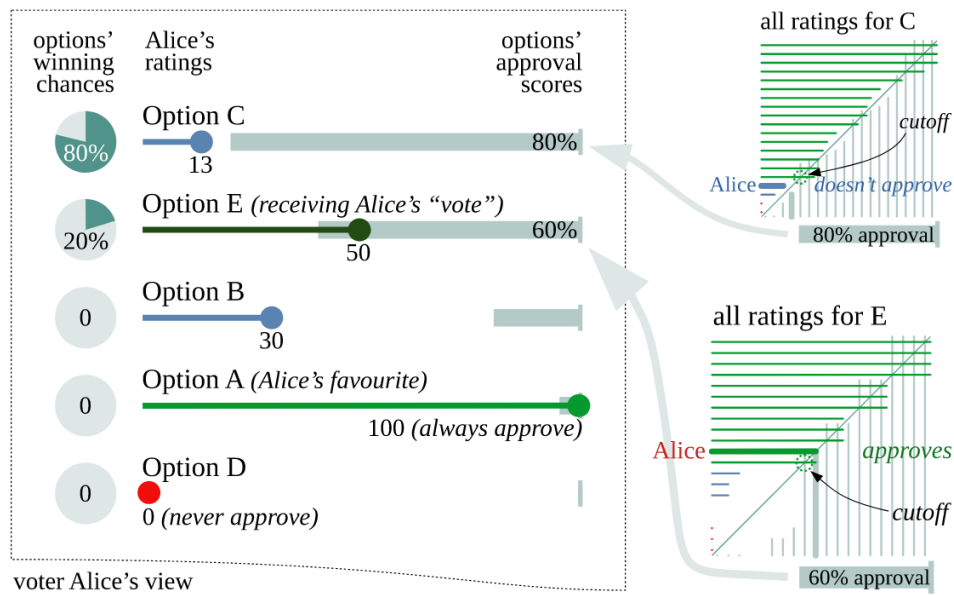 options’ winning chances
Alice’s ratings
options’ approval scores
Option C
80%
13
80%
Option E (receiving Alice’s “vote”)
20%
50
60%
Option B
0
30
Option A (Alice’s favourite)
0
100 (always approve)
Option D
0
0 (never approve)
voter Alice’s view
all ratings for C
cutoff
Alice
doesn’t approve
80% approval
all ratings for E
Alice
approves
cutoff
60% approval